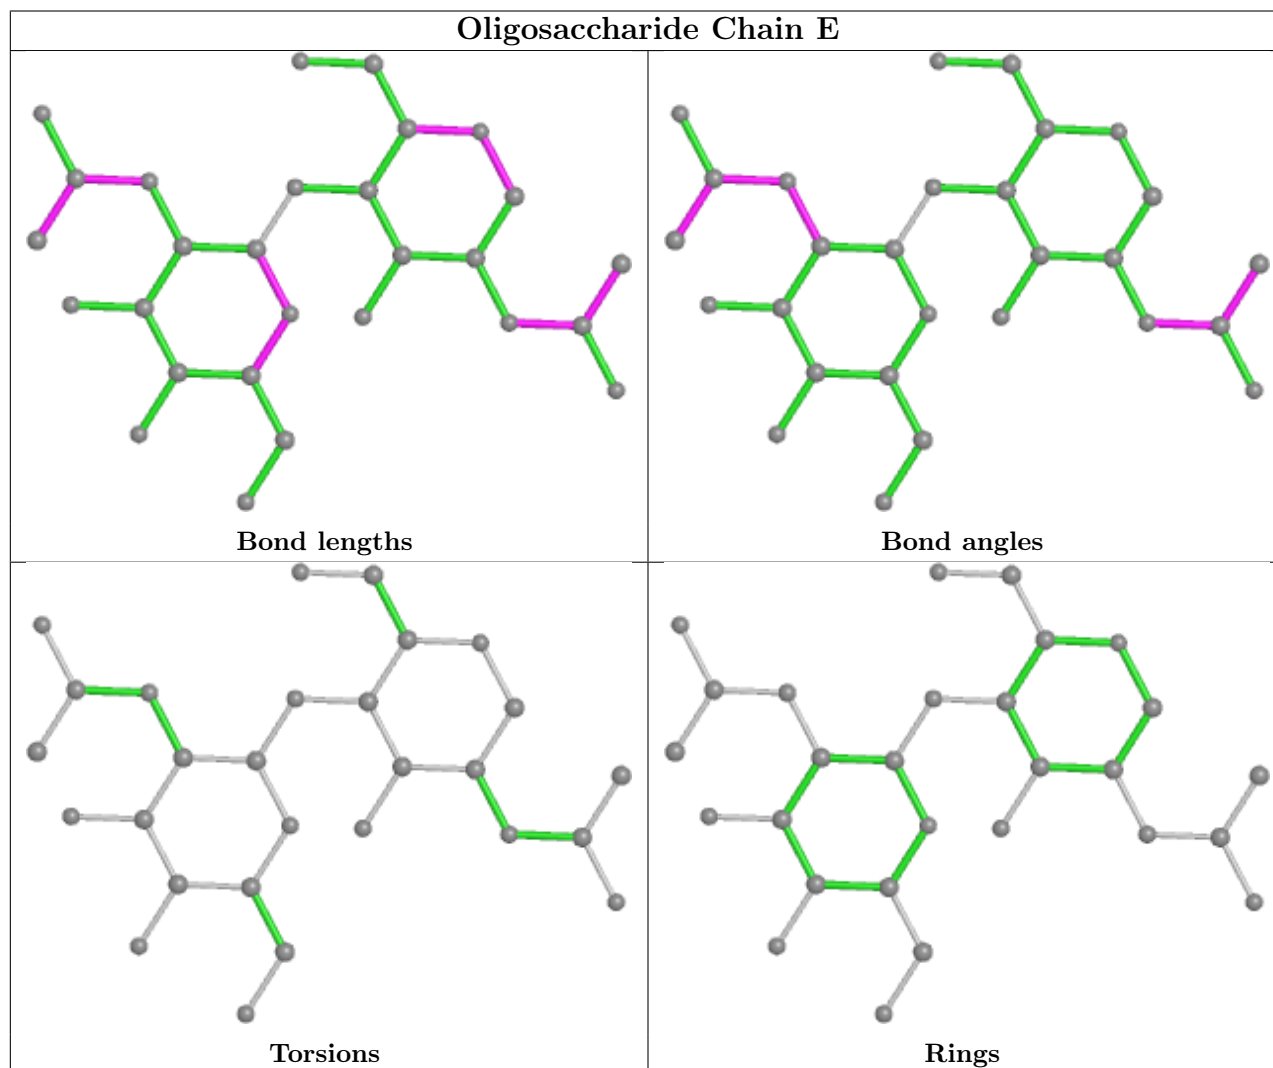 Oligosaccharide Chain E
Bond lengths
Bond angles
Torsions
Rings